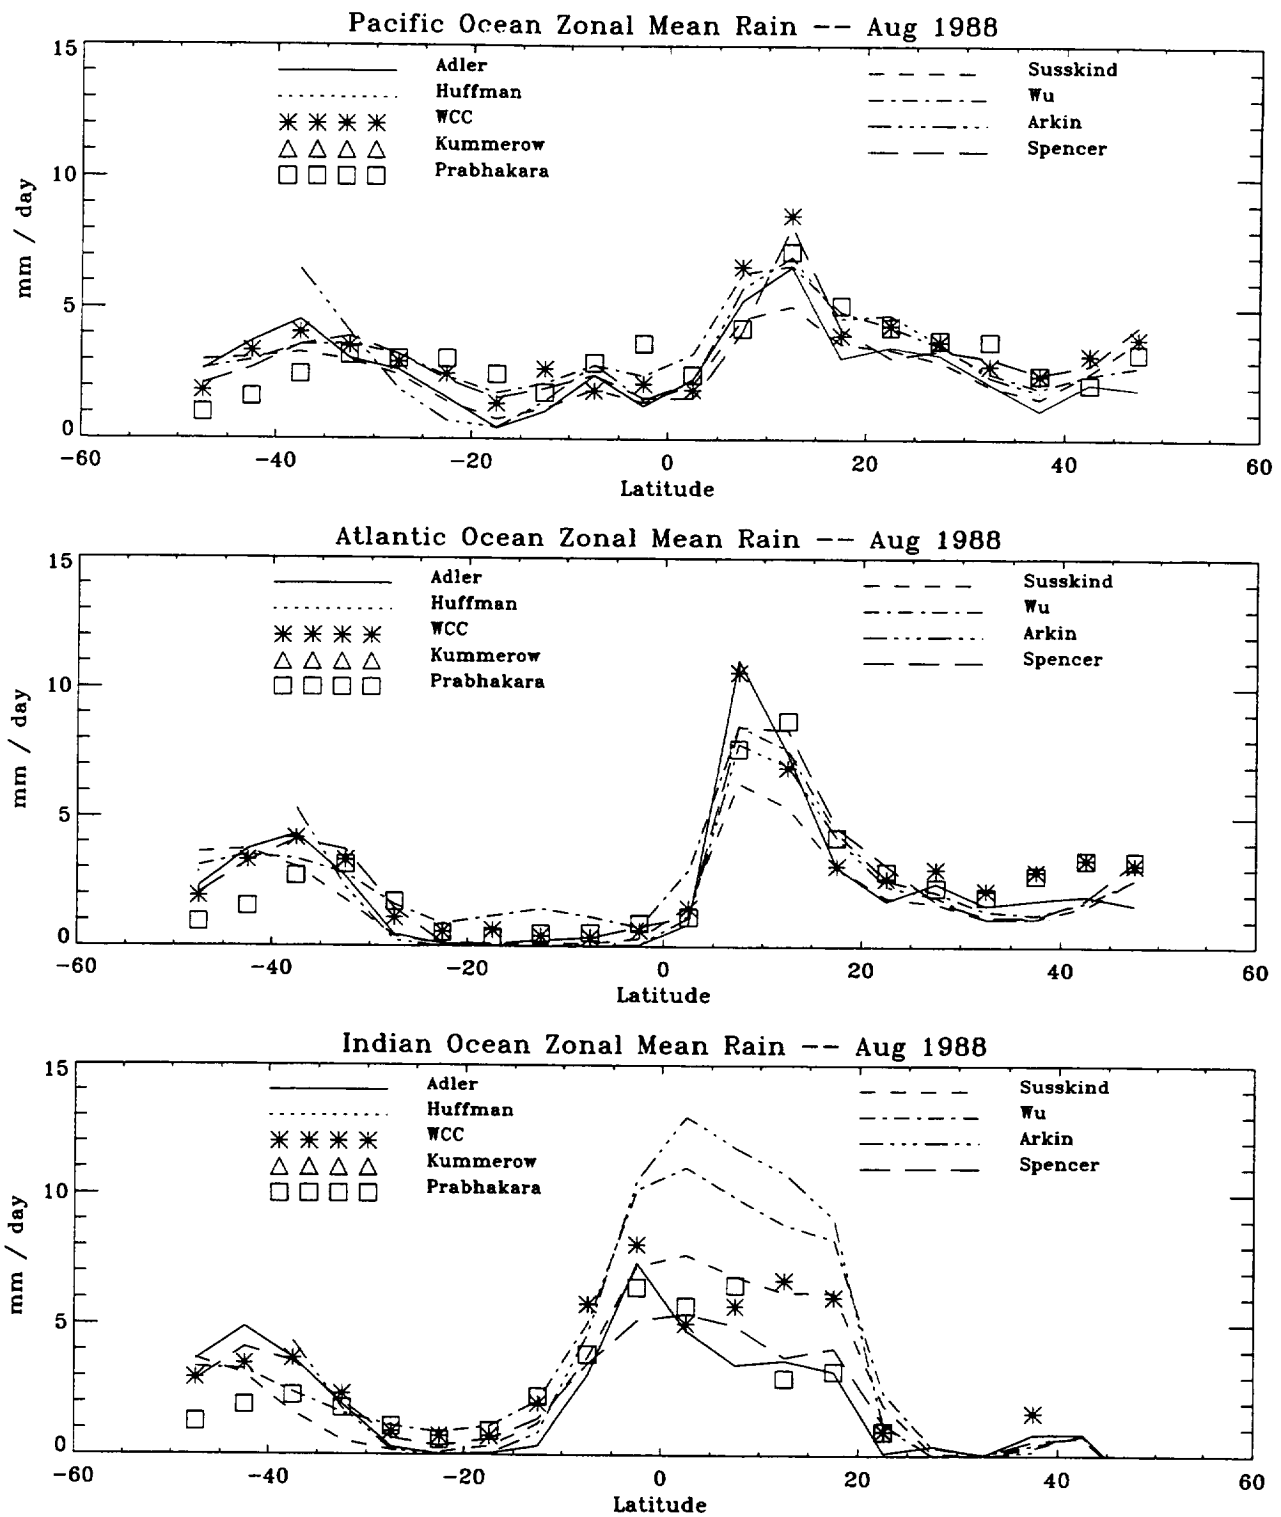 Pacific Ocean Zonal Mean Rain -- Aug 1988
15
10
5
0
mm / day
Adler
Huffman
WCC
Kummerow
Prabhakara
Susskind
Wu
Arkin
Spencer
-60 -40 -20 0 20 40 60
Latitude
Atlantic Ocean Zonal Mean Rain -- Aug 1988
15
10
5
0
mm / day
Adler
Huffman
WCC
Kummerow
Prabhakara
Susskind
Wu
Arkin
Spencer
-60 -40 -20 0 20 40 60
Latitude
Indian Ocean Zonal Mean Rain -- Aug 1988
15
10
5
0
mm / day
Adler
Huffman
WCC
Kummerow
Prabhakara
Susskind
Wu
Arkin
Spencer
-60 -40 -20 0 20 40 60
Latitude